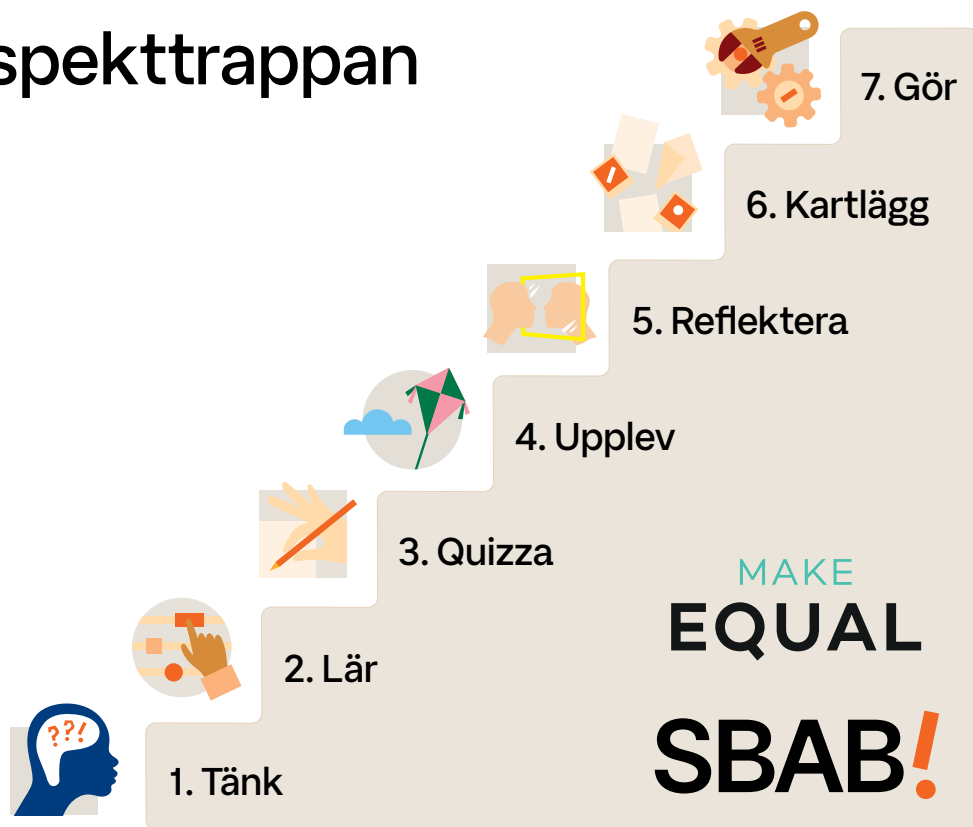 spekttrappan
7. Gör
6. Kartlägg
5. Reflektera
4. Upplev
3. Quizza
2. Lär
1. Tänk
??!
MAKE
EQUAL
SBAB!